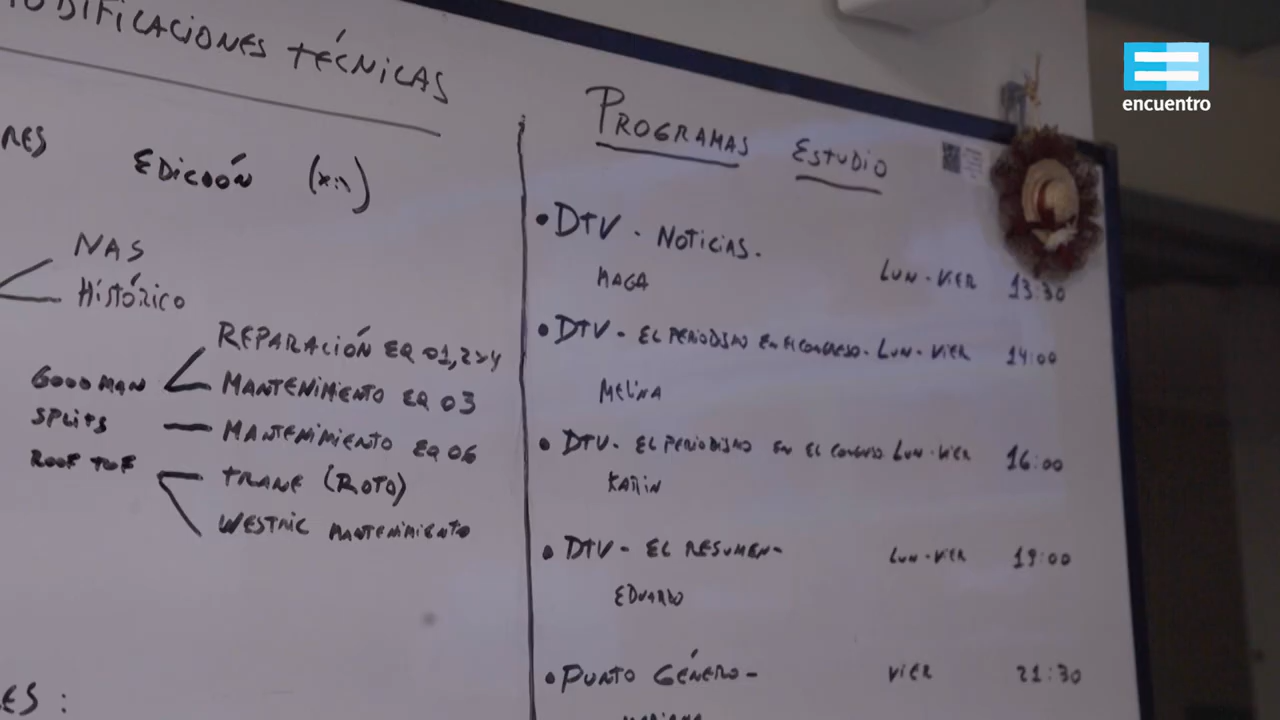 MODIFICACIONES TÉCNICAS
RES
EDICIÓN
NAS
HISTÓRICO
REPARACIÓN EQ 01, 2 y 4
GOODMAN
MANTENIMIENTO EQ 03
SPLITS
MANTENIMIENTO EQ 06
ROOF TOP
TRANE (ROTO)
WESTRIC MANTENIMIENTO
ES:
PROGRAMAS ESTUDIO
• DTV - NOTICIAS. LUN-VIER 13:30
MAGA
• DTV - EL PERIODISMO EN EL CONGRESO - LUN-VIER 14:00
MELINA
• DTV - EL PERIODISMO EN EL CONGRESO LUN-VIER 16:00
KARIN
• DTV - EL RESUMEN - LUN-VIER 19:00
EDUARDO
• PUNTO GÉNERO - VIER 21:30
MARIANA
encuentro